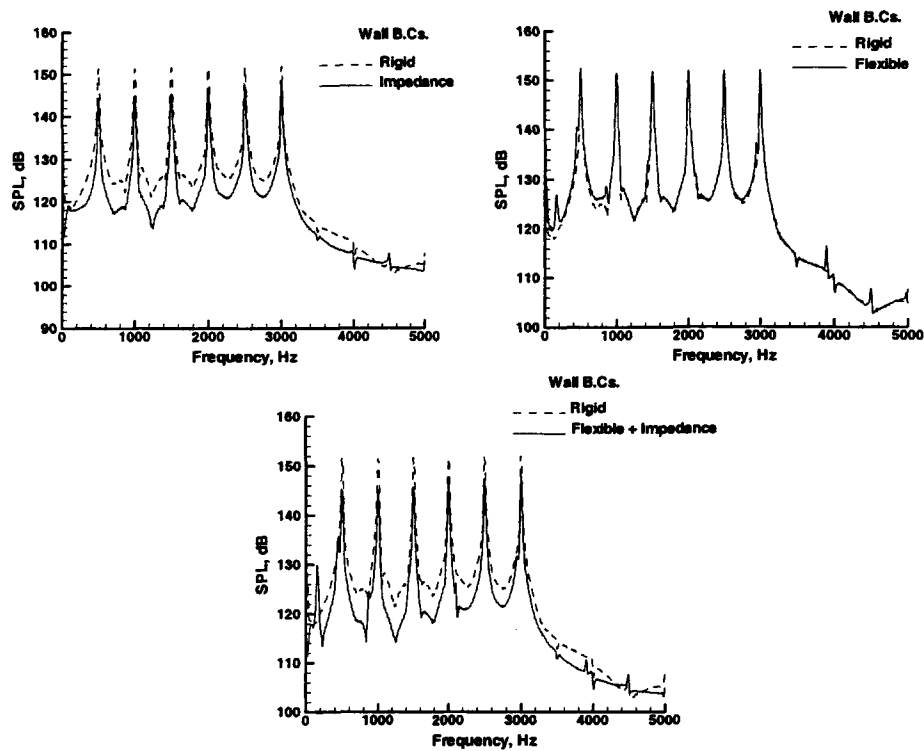 Wall B.Cs.
Rigid
Impedance
SPL, dB
160
150
140
130
120
110
100
90
0
1000
2000
3000
4000
5000
Frequency, Hz
Wall B.Cs.
Rigid
Flexible
SPL, dB
160
150
140
130
120
110
100
0
1000
2000
3000
4000
5000
Frequency, Hz
Wall B.Cs.
Rigid
Flexible + Impedance
SPL, dB
160
150
140
130
120
110
100
0
1000
2000
3000
4000
5000
Frequency, Hz